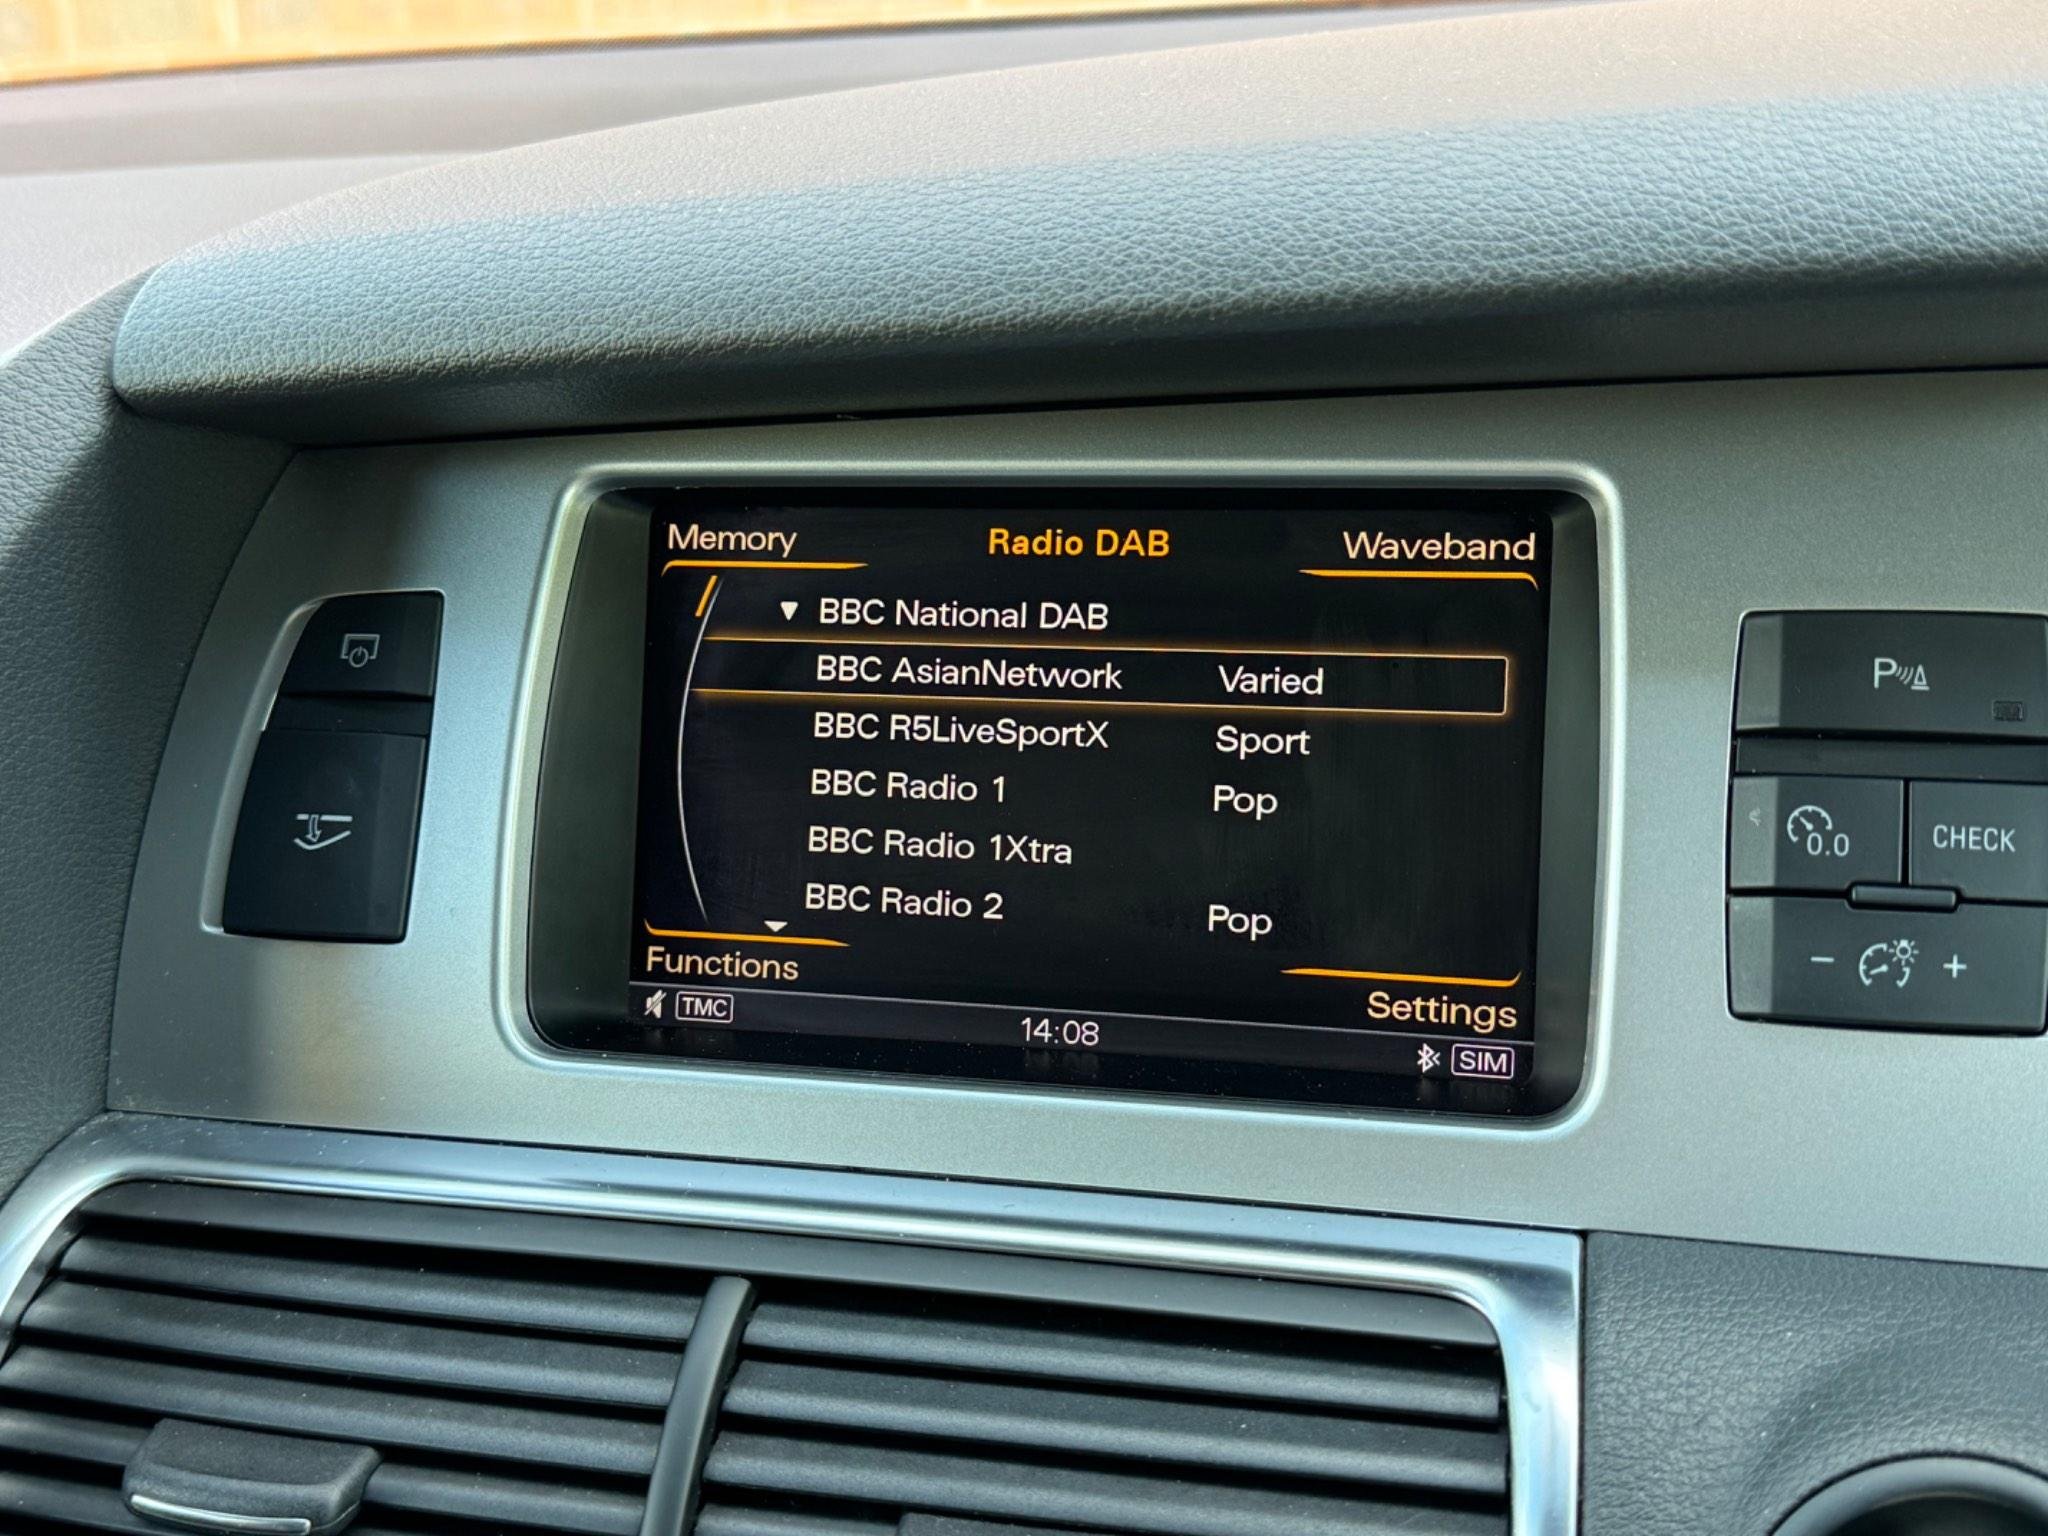 Memory Radio DAB Waveband
BBC National DAB
BBC AsianNetwork Varied
BBC R5LiveSportX Sport
BBC Radio 1 Pop
BBC Radio 1Xtra
BBC Radio 2 Pop
Functions Settings
TMC 14:08 SIM
P
0.0 CHECK
- +